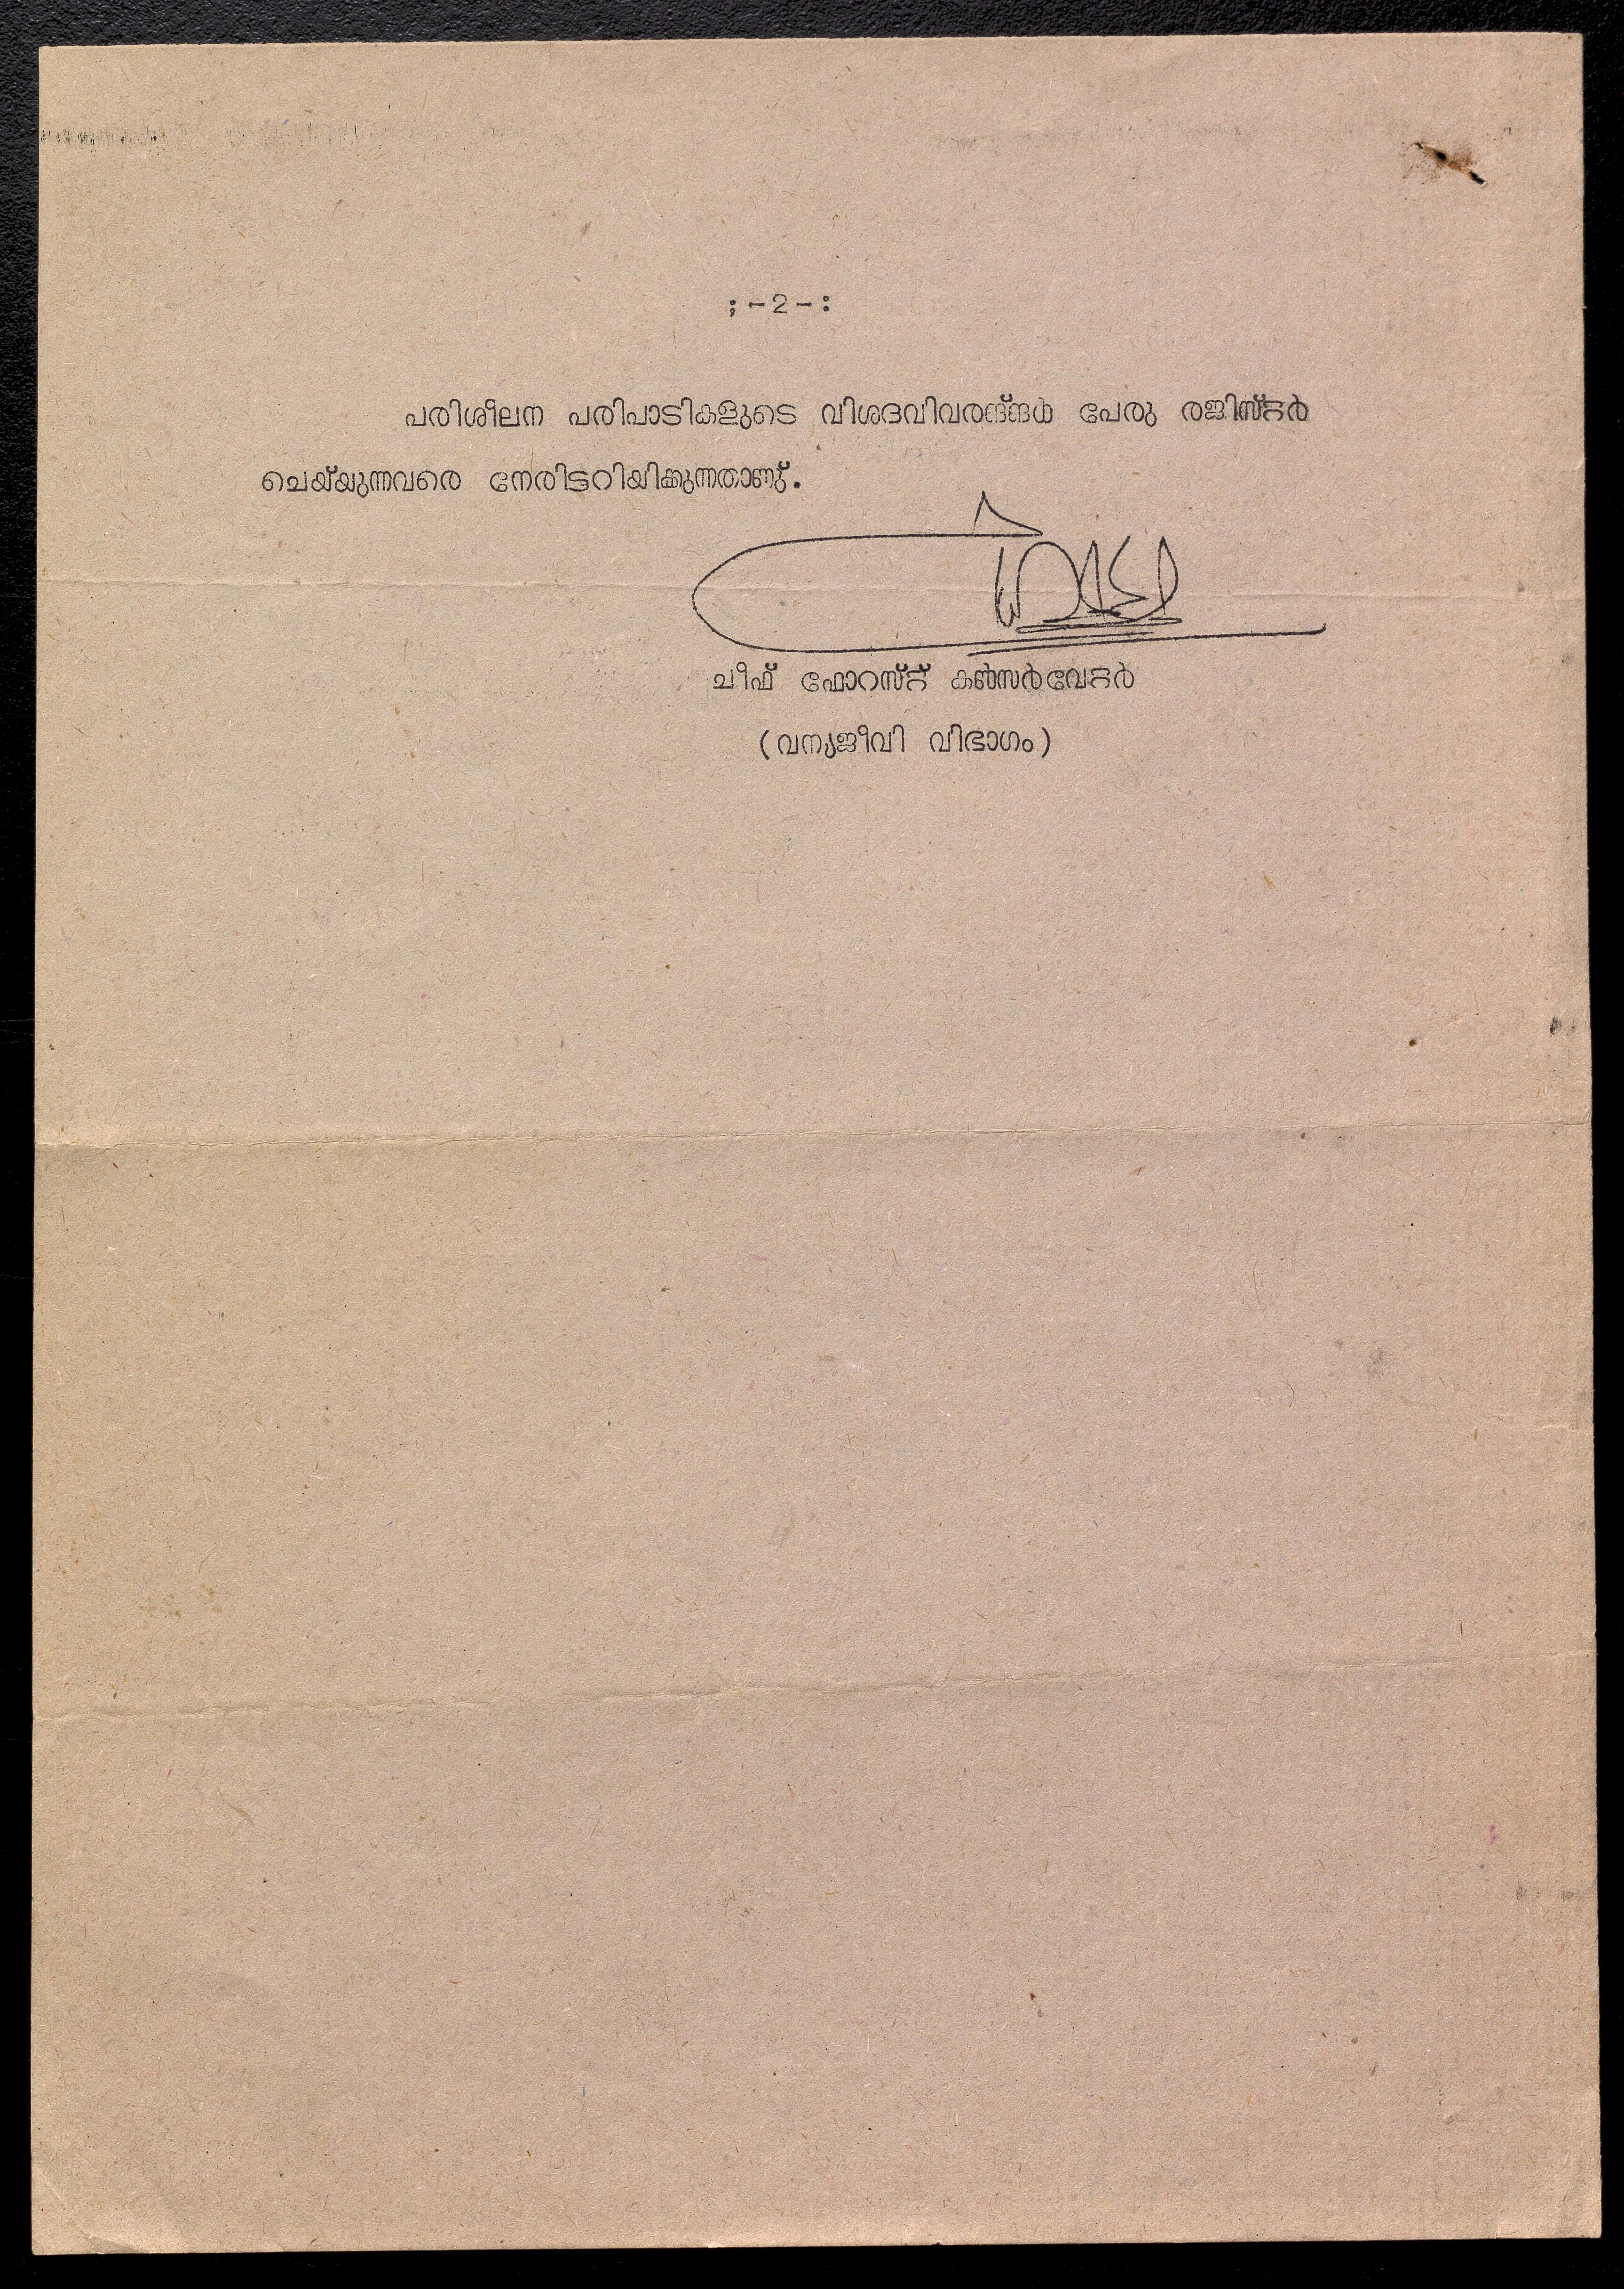 ;-2-:
പരിശീലന പരിപാടികളുടെ വിശദവിവരങ്ങൾ പേരു രജിസ്റ്റർ
ചെയ്യുന്നവരെ നേരിട്ടറിയിക്കുന്നതാണു്.
ചീഫ് ഫോറസ്റ്റ് കൺസർവേറ്റർ
(വന്യജീവി വിഭാഗം)